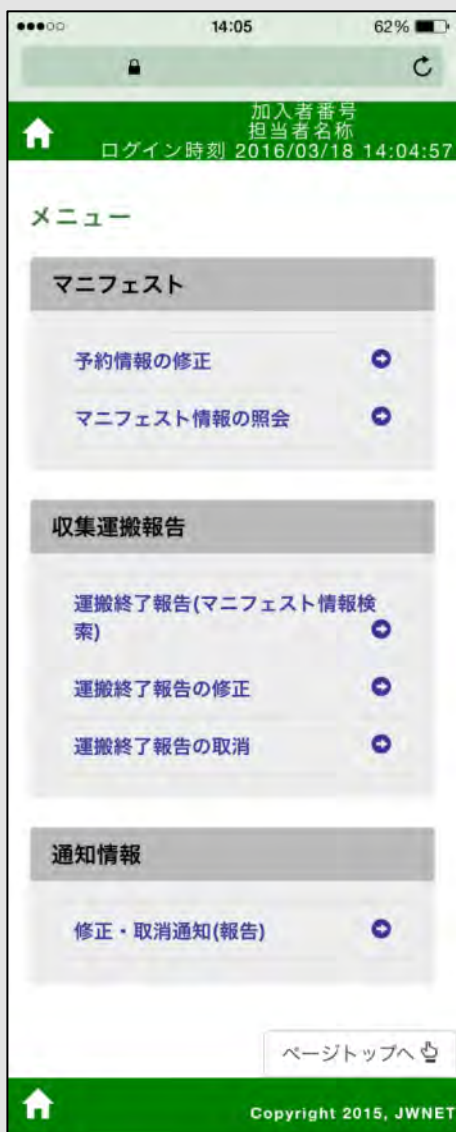 14:05
62%
加入者番号
担当者名称
ログイン時刻 2016/03/18 14:04:57
メニュー
マニフェスト
予約情報の修正
マニフェスト情報の照会
収集運搬報告
運搬終了報告(マニフェスト情報検
索)
運搬終了報告の修正
運搬終了報告の取消
通知情報
修正・取消通知(報告)
ページトップへ
Copyright 2015, JWNET